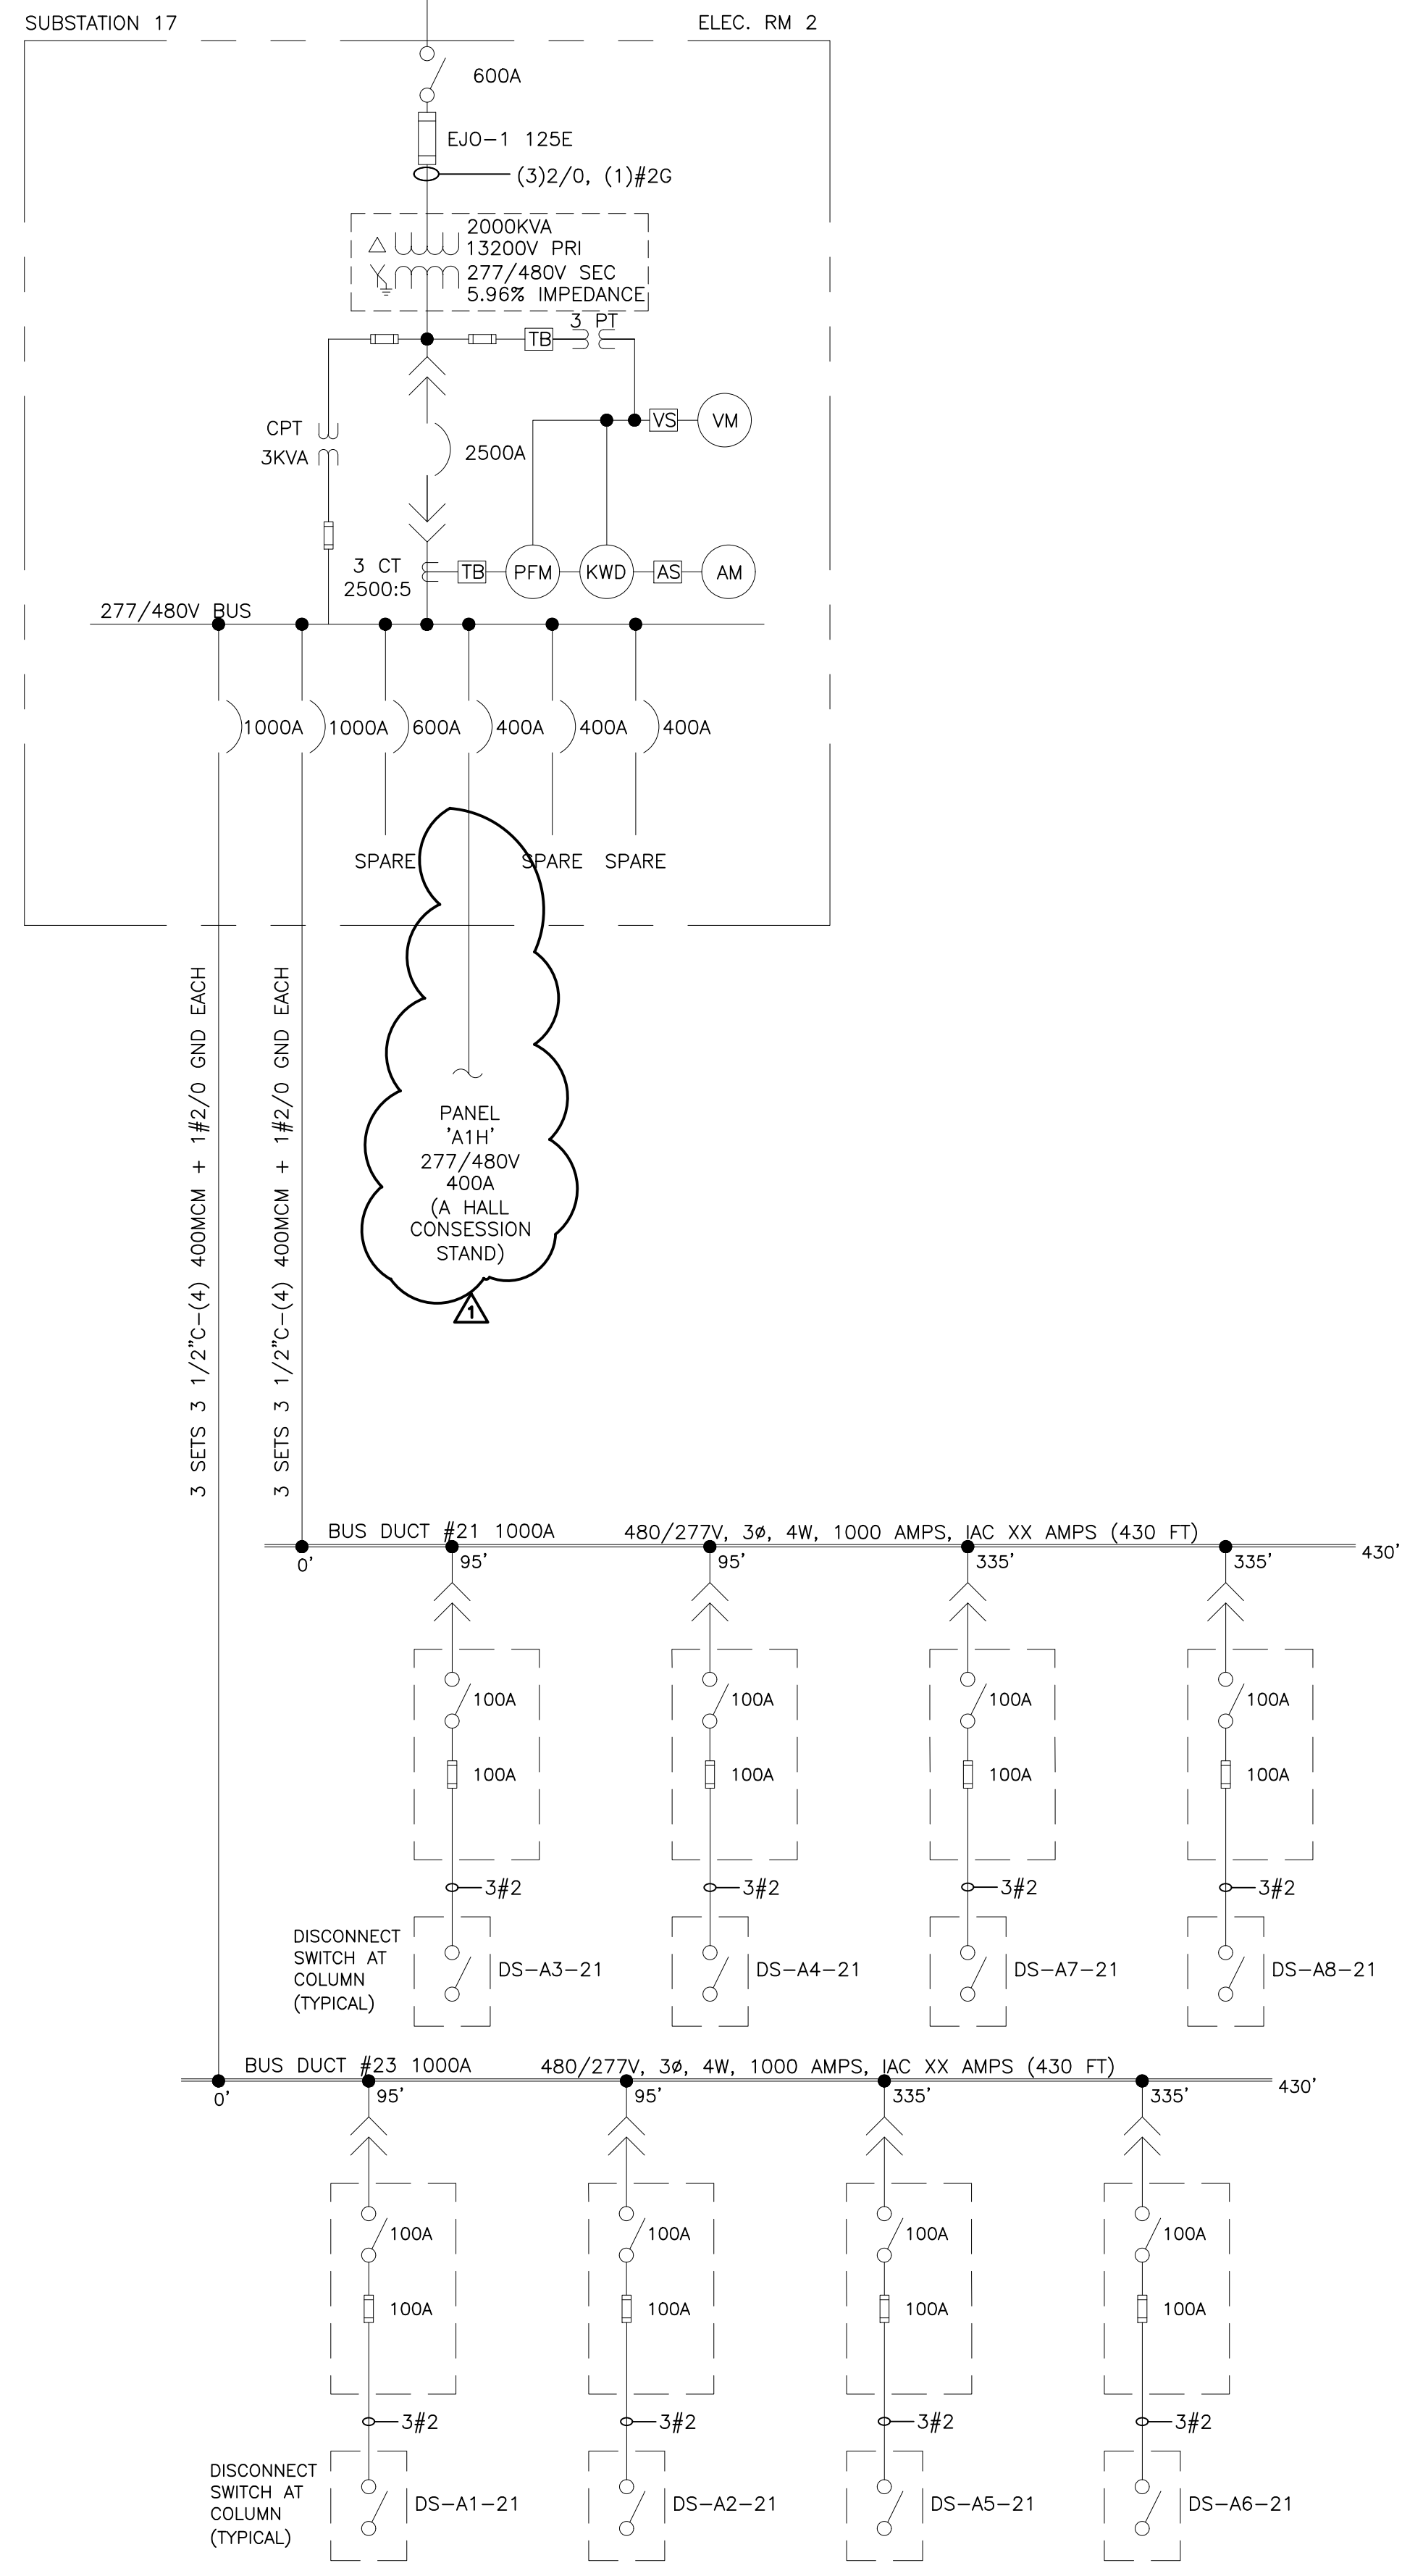 SUBSTATION 17
ELEC. RM 2
600A
EJO-1 125E
(3)2/0, (1)#2G
2000KVA
13200V PRI
277/480V SEC
5.96% IMPEDANCE
3 PT
TB
VS
VM
CPT
3KVA
2500A
3 CT
2500:5
TB
PFM
KWD
AS
AM
277/480V BUS
1000A
1000A
600A
400A
400A
400A
SPARE
SPARE
SPARE
3 SETS 3 1/2"C-(4) 400MCM + 1#2/0 GND EACH
3 SETS 3 1/2"C-(4) 400MCM + 1#2/0 GND EACH
PANEL
'A1H'
277/480V
400A
(A HALL
CONSESSION
STAND)
1
BUS DUCT #21 1000A
480/277V, 3ø, 4W, 1000 AMPS, IAC XX AMPS (430 FT)
0'
95'
95'
335'
335'
430'
100A
100A
100A
100A
100A
100A
100A
100A
3#2
3#2
3#2
3#2
DISCONNECT
SWITCH AT
COLUMN
(TYPICAL)
DS-A3-21
DS-A4-21
DS-A7-21
DS-A8-21
BUS DUCT #23 1000A
480/277V, 3ø, 4W, 1000 AMPS, IAC XX AMPS (430 FT)
0'
95'
95'
335'
335'
430'
100A
100A
100A
100A
100A
100A
100A
100A
3#2
3#2
3#2
3#2
DISCONNECT
SWITCH AT
COLUMN
(TYPICAL)
DS-A1-21
DS-A2-21
DS-A5-21
DS-A6-21